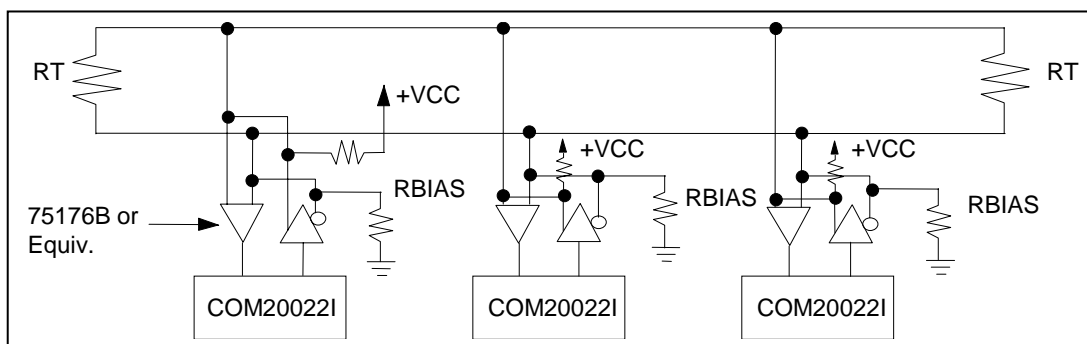 RT
RT
+VCC
+VCC
+VCC
RBIAS
RBIAS
RBIAS
75176B or
Equiv.
COM20022I
COM20022I
COM20022I